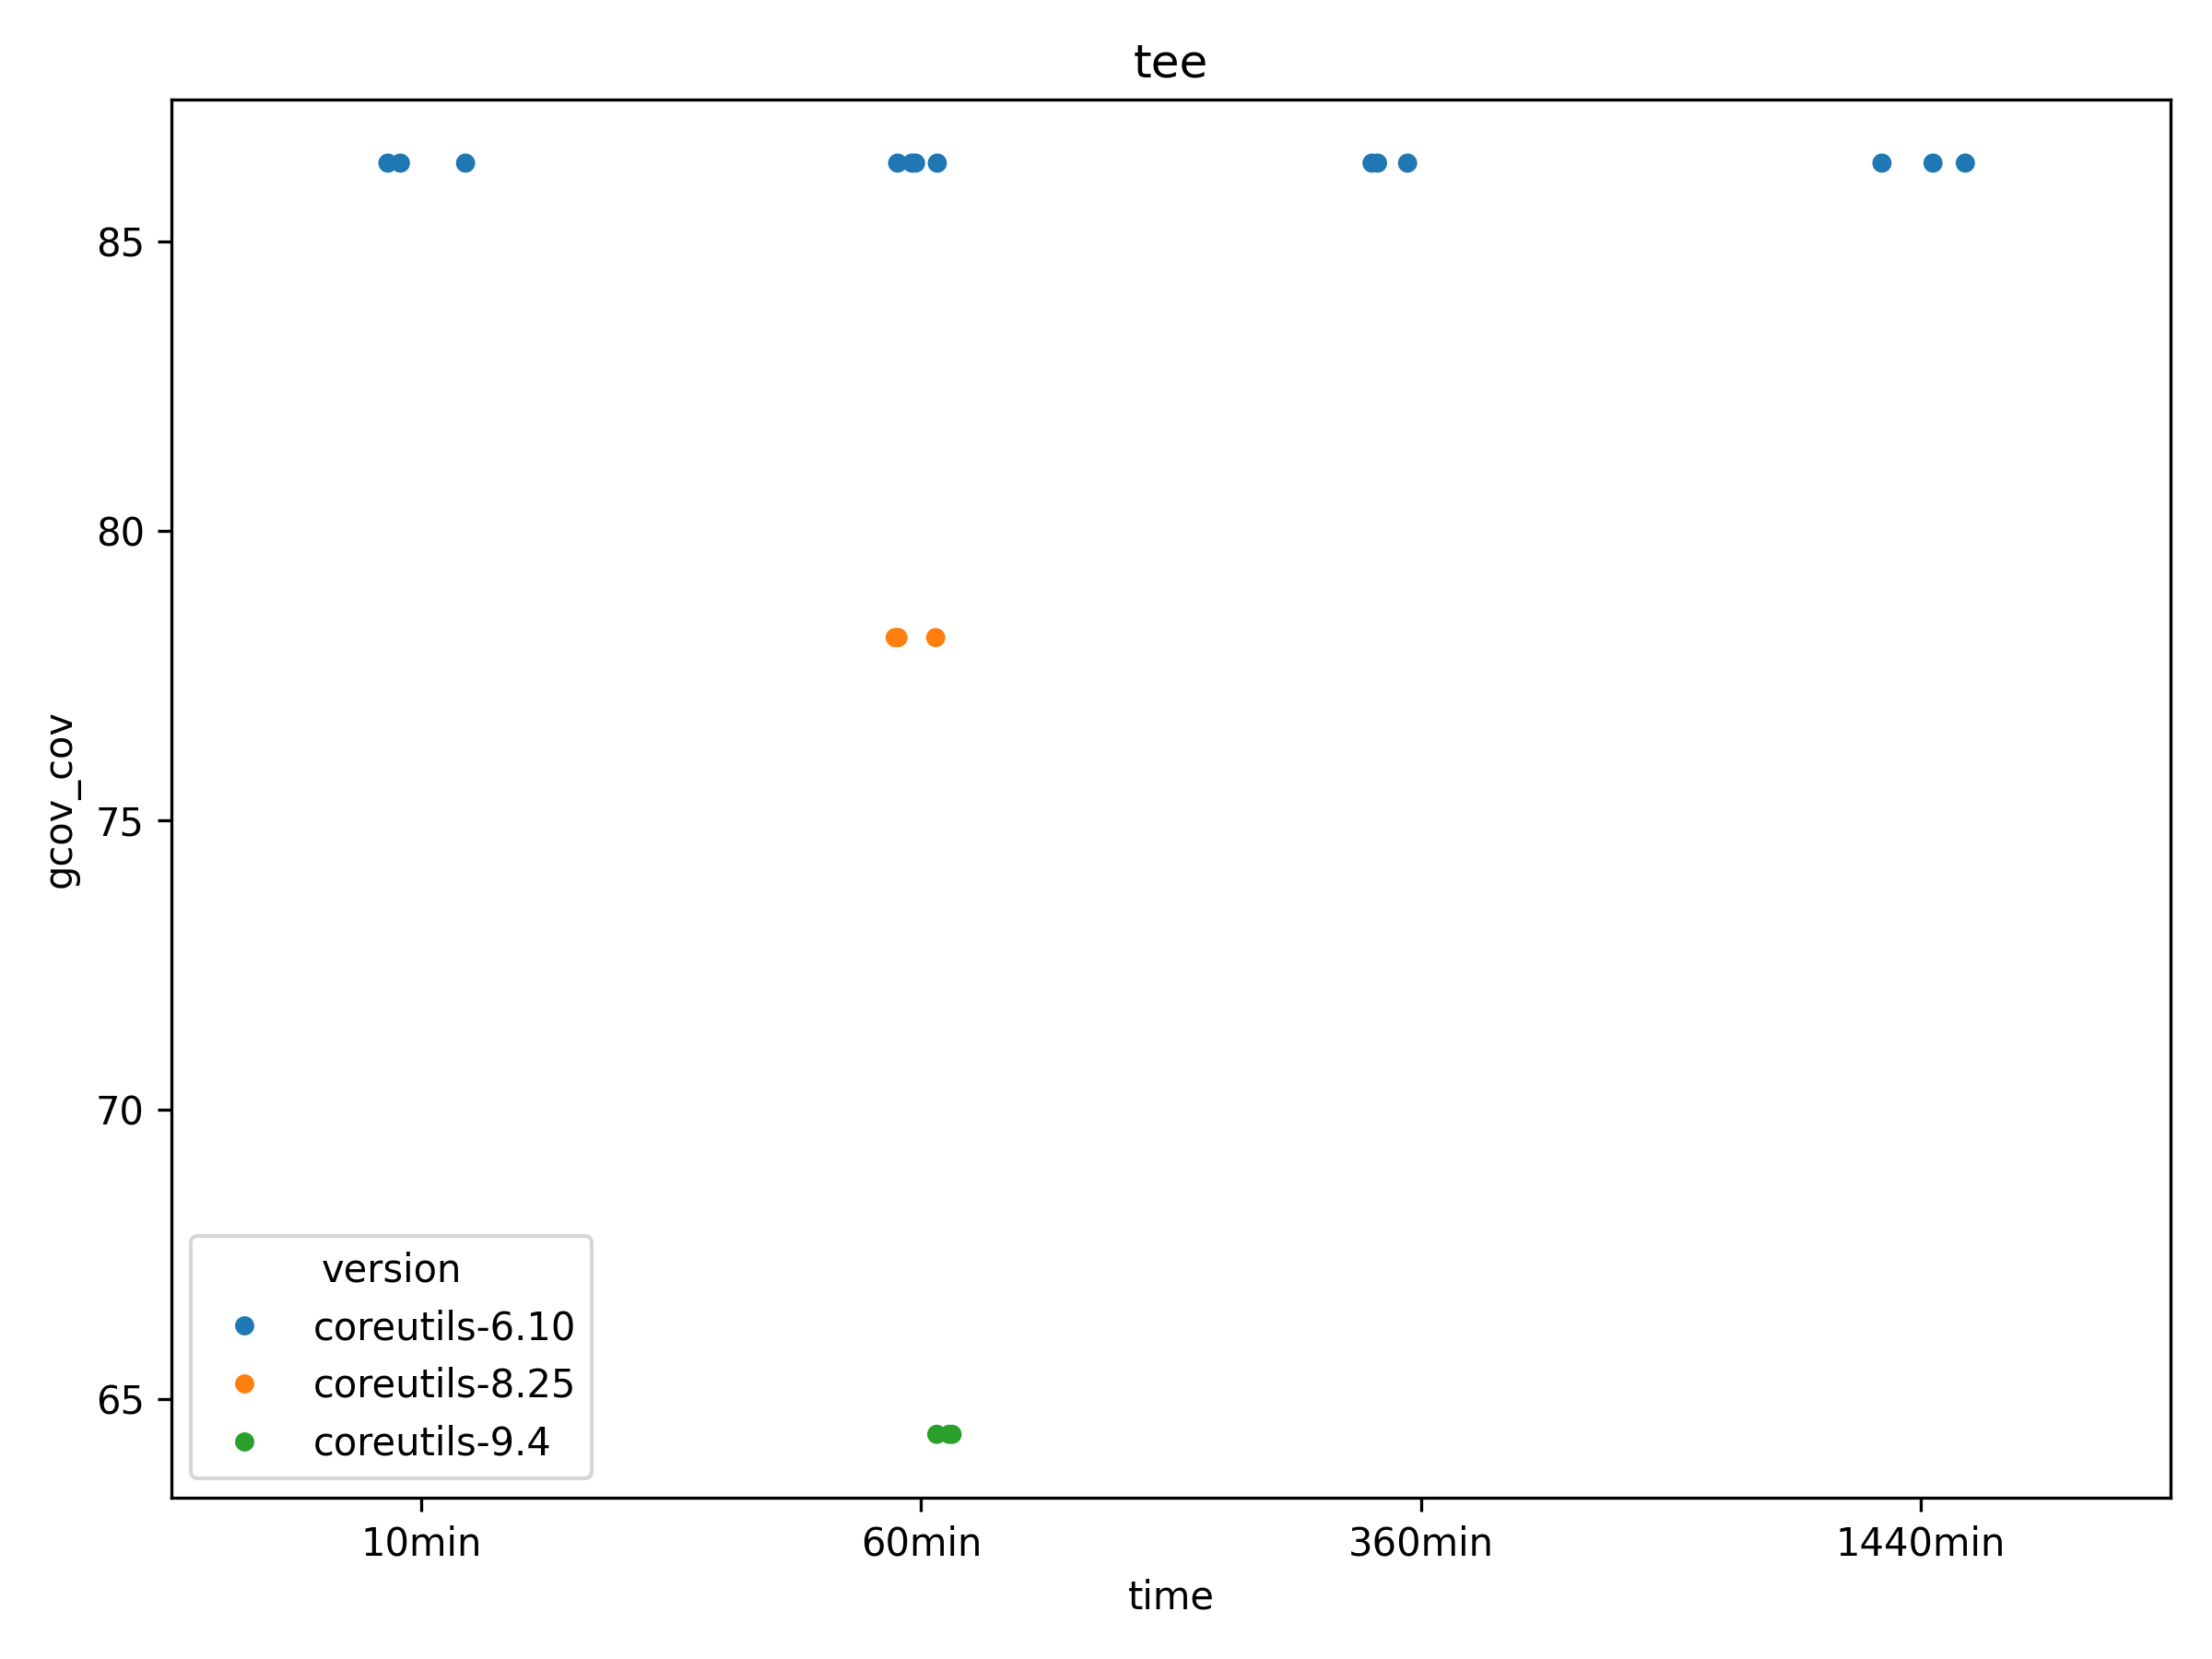 tee
85
80
75
70
65
gcov_cov
version
coreutils-6.10
coreutils-8.25
coreutils-9.4
10min
60min
360min
1440min
time